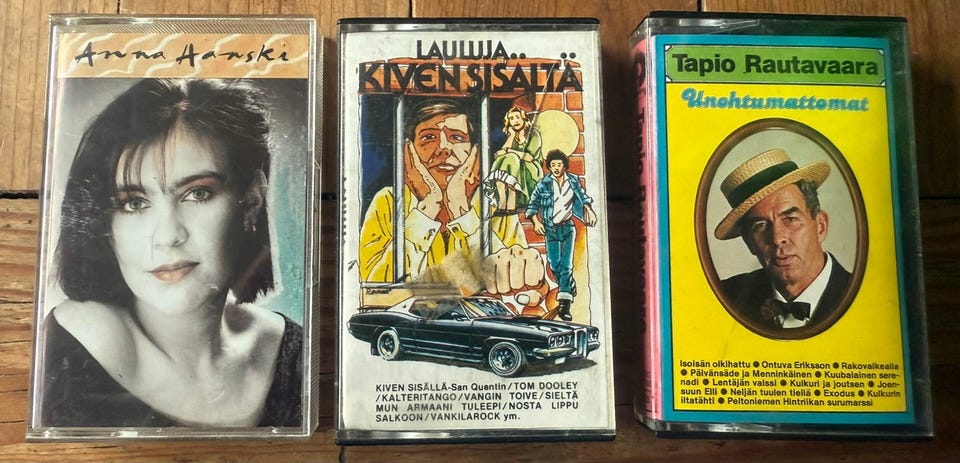 Anna Hanski
LAULUJA..
KIVEN SISÄLTÄ
KIVEN SISÄLLÄ-San Quentin/TOM DOOLEY
/KALTERITANGO/VANGIN TOIVE/SIELTÄ
MUN ARMAANI TULEEPI/NOSTA LIPPU
SALKOON/VANKILAROCK ym.
Tapio Rautavaara
Unohtumattomat
Isoisän olkihattu ● Ontuva Eriksson ● Rakovalkealla
● Päivänsäde ja Menninkäinen ● Kuubalainen sere-
nadi ● Lentäjän valssi ● Kulkuri ja joutsen ● Joen-
suun Elli ● Neljän tuulen tiellä ● Exodus ● Kulkurin
iltatähti ● Peltoniemen Hintriikan surumarssi